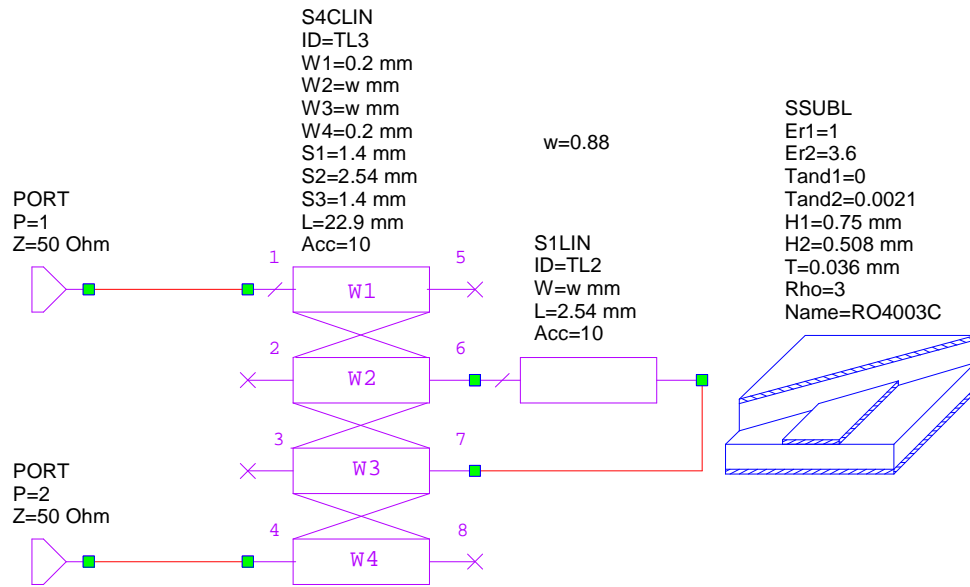 S4CLIN
ID=TL3
W1=0.2 mm
W2=w mm
W3=w mm
W4=0.2 mm
S1=1.4 mm
S2=2.54 mm
S3=1.4 mm
L=22.9 mm
Acc=10
w=0.88
SSUBL
Er1=1
Er2=3.6
Tand1=0
Tand2=0.0021
H1=0.75 mm
H2=0.508 mm
T=0.036 mm
Rho=3
Name=RO4003C
PORT
P=1
Z=50 Ohm
S1LIN
ID=TL2
W=w mm
L=2.54 mm
Acc=10
1
5
W1
2
6
W2
3
7
W3
PORT
P=2
Z=50 Ohm
4
8
W4